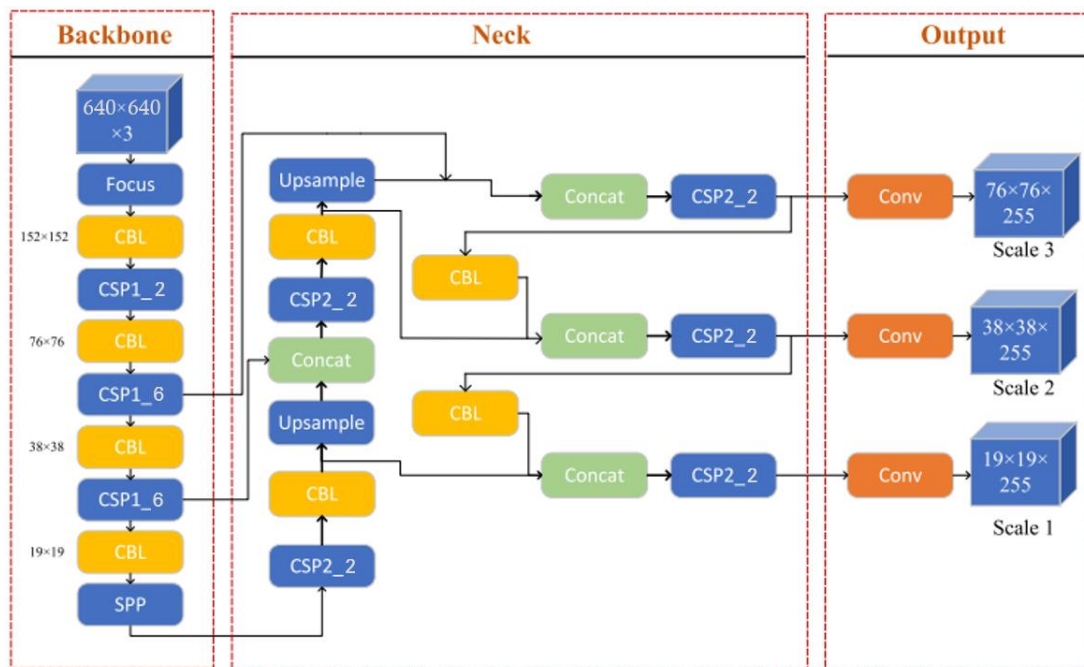 Backbone
640×640
×3
Focus
152×152
CBL
CSP1_2
76×76
CBL
CSP1_6
38×38
CBL
CSP1_6
19×19
CBL
SPP
Neck
Upsample
CBL
CSP2_2
Concat
Upsample
CBL
CSP2_2
Concat
CSP2_2
CBL
Concat
CSP2_2
CBL
Concat
CSP2_2
Output
Conv
76×76×
255
Scale 3
Conv
38×38×
255
Scale 2
Conv
19×19×
255
Scale 1